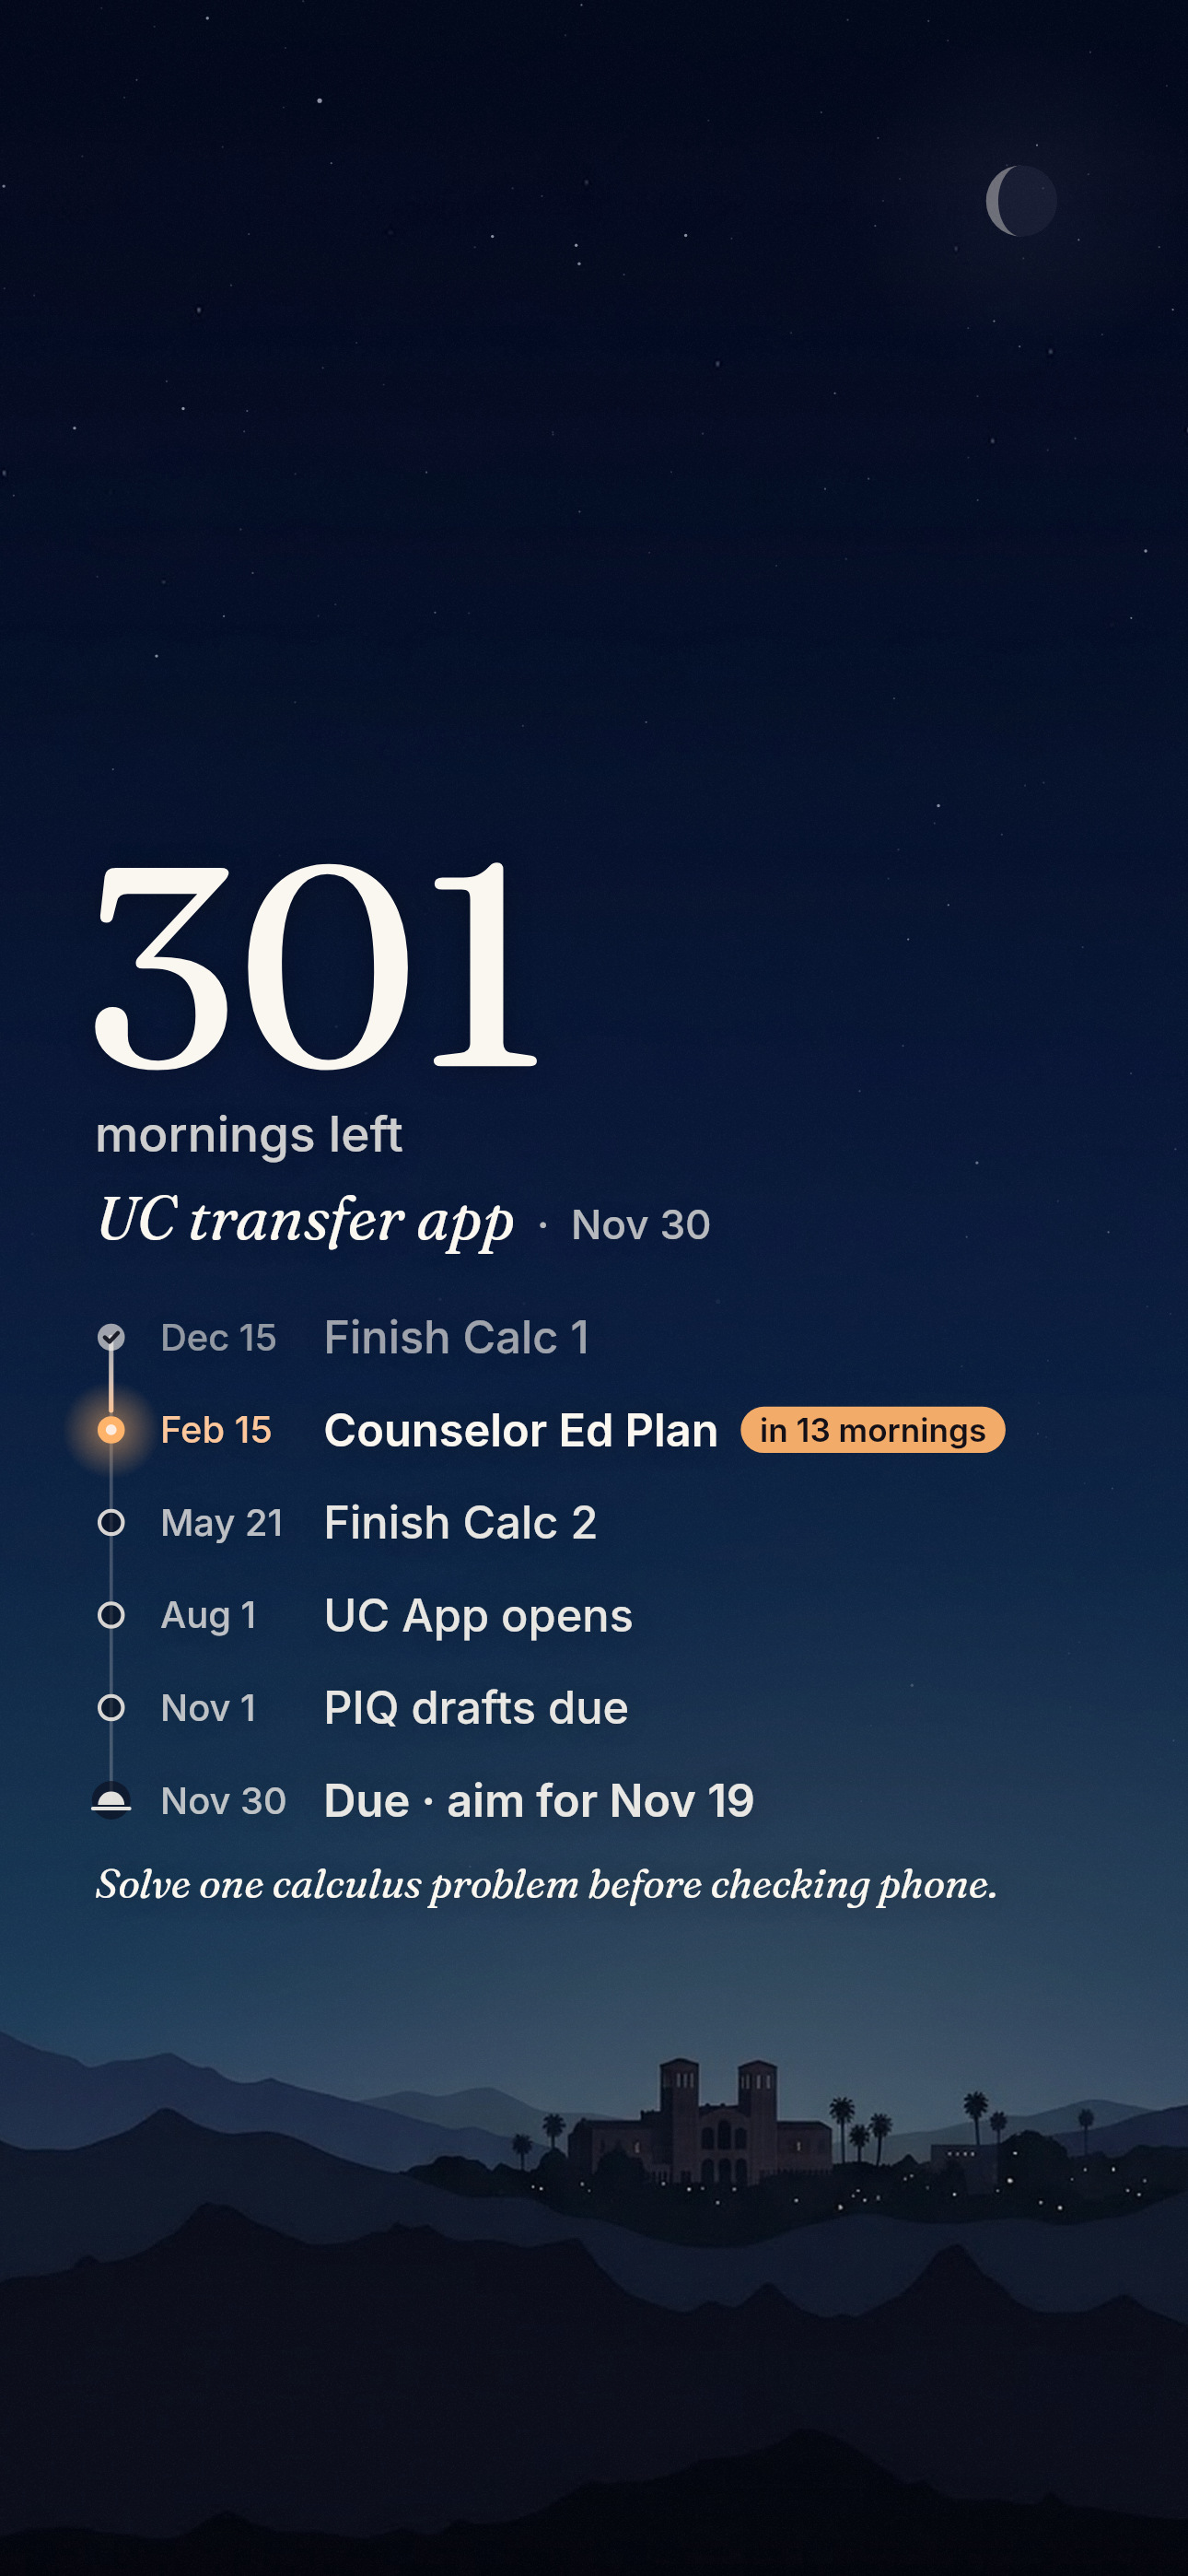 301
mornings left
UC transfer app · Nov 30
Dec 15 Finish Calc 1
Feb 15 Counselor Ed Plan in 13 mornings
May 21 Finish Calc 2
Aug 1 UC App opens
Nov 1 PIQ drafts due
Nov 30 Due · aim for Nov 19
Solve one calculus problem before checking phone.